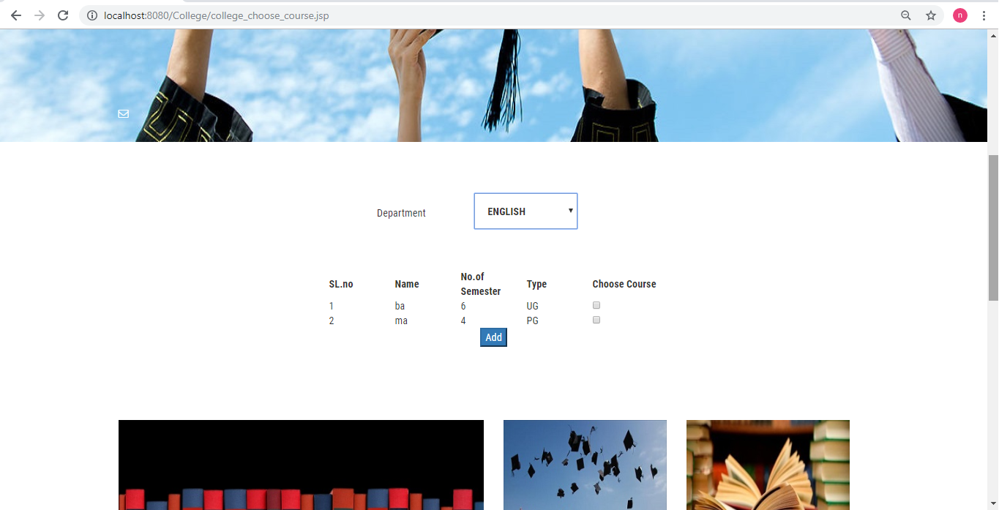 localhost:8080/College/college_choose_course.jsp
n
Department
ENGLISH
SL.no Name No.of Semester Type Choose Course
1 ba 6 UG
2 ma 4 PG
Add